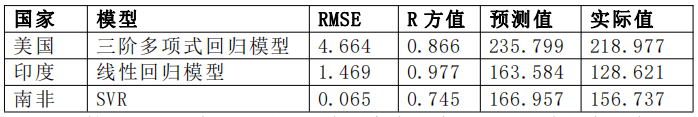 国家 模型 RMSE R 方值 预测值 实际值
美国 三阶多项式回归模型 4.664 0.866 235.799 218.977
印度 线性回归模型 1.469 0.977 163.584 128.621
南非 SVR 0.065 0.745 166.957 156.737